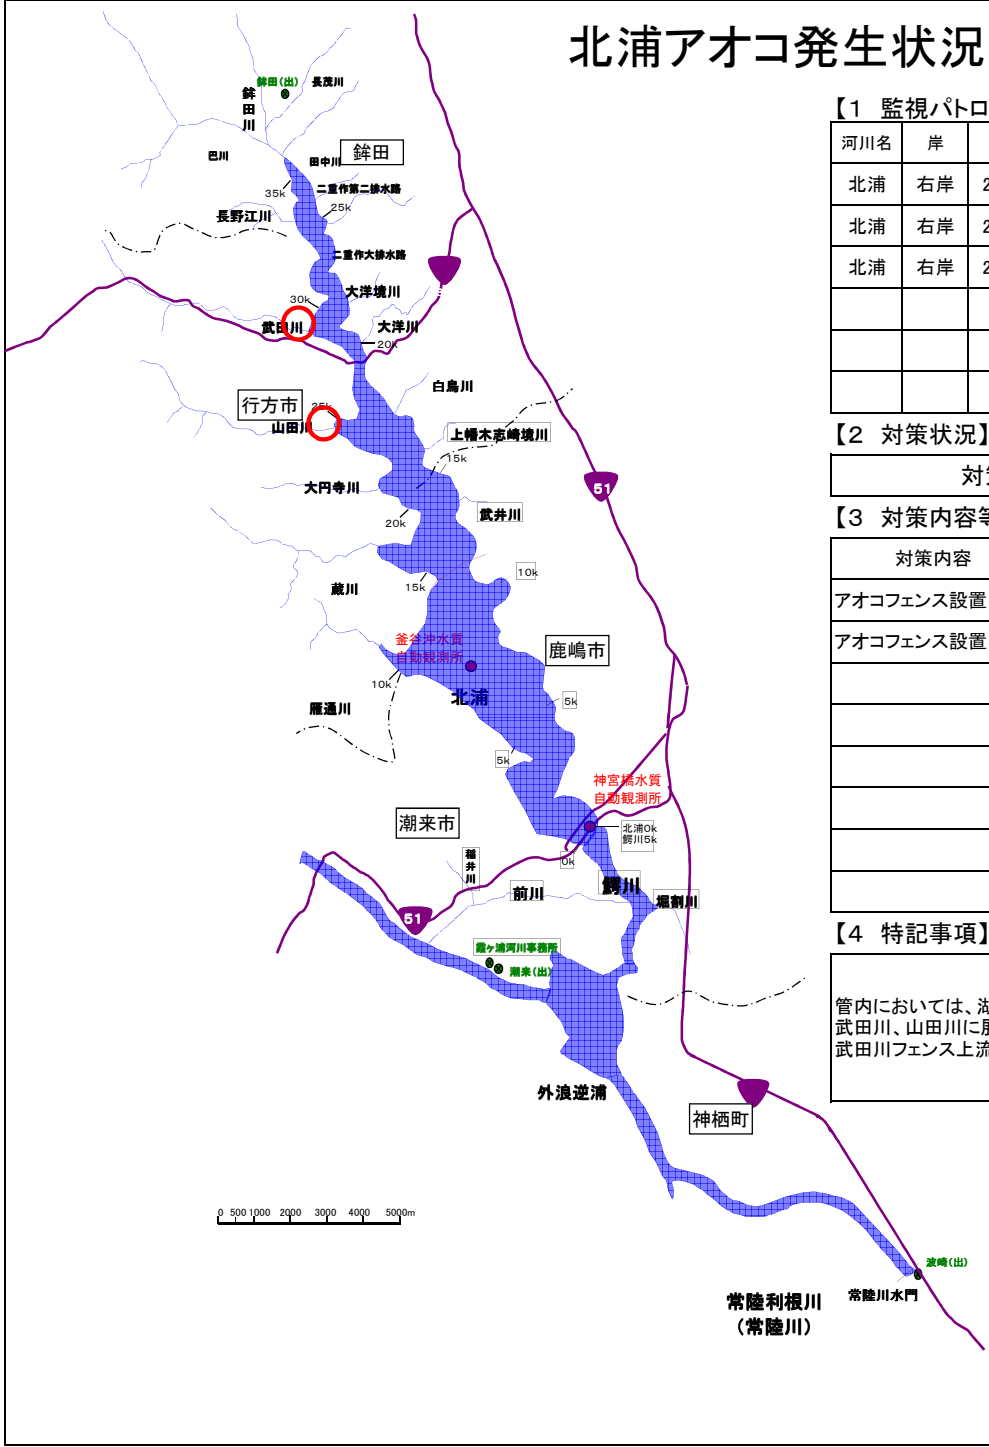 北浦アオコ発生状況
鉾田(出)
長茂川
鉾田川
巴川
田中川
鉾田
35k
二重作第二排水路
25k
長野江川
二重作大排水路
大洋境川
30k
武田川
大洋川
20k
白鳥川
行方市
25k
山田川
上幡木志崎境川
15k
大円寺川
51
20k
武井川
10k
15k
蔵川
釜谷沖水質
自動観測所
鹿嶋市
10k
北浦
5k
雁通川
5k
神宮橋水質
自動観測所
潮来市
北浦0k
鰐川5k
稲井川
0k
前川
鰐川
堀割川
51
霞ヶ浦河川事務所
潮来(出)
外浪逆浦
神栖町
0 500 1000 2000 3000 4000 5000m
波崎(出)
常陸川水門
常陸利根川
(常陸川)
【1 監視パトロ
河川名 岸
北浦 右岸 2
北浦 右岸 2
北浦 右岸 2
【2 対策状況】
対
【3 対策内容等
対策内容
アオコフェンス設置
アオコフェンス設置
【4 特記事項】
管内においては、湖
武田川、山田川に
武田川フェンス上流